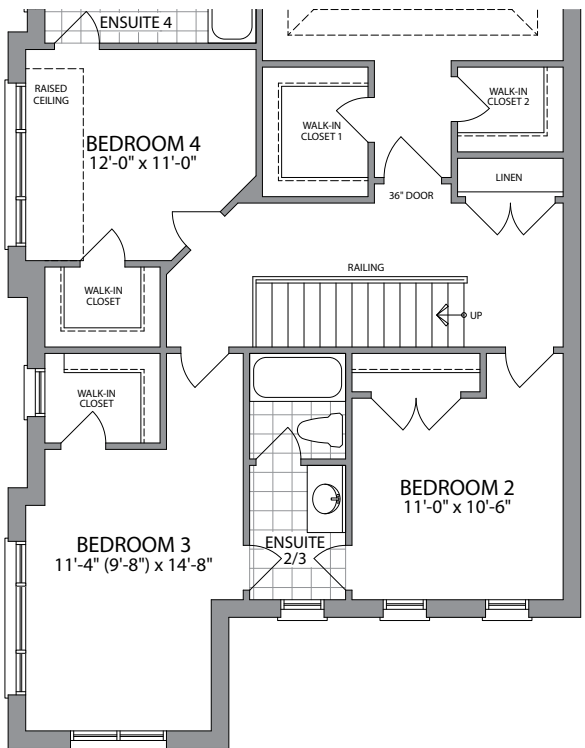 ENSUITE 4
RAISED
CEILING
BEDROOM 4
12'-0" x 11'-0"
WALK-IN
CLOSET 1
WALK-IN
CLOSET 2
36" DOOR
LINEN
WALK-IN
CLOSET
RAILING
UP
WALK-IN
CLOSET
BEDROOM 2
11'-0" x 10'-6"
BEDROOM 3
11'-4" (9'-8") x 14'-8"
ENSUITE
2/3